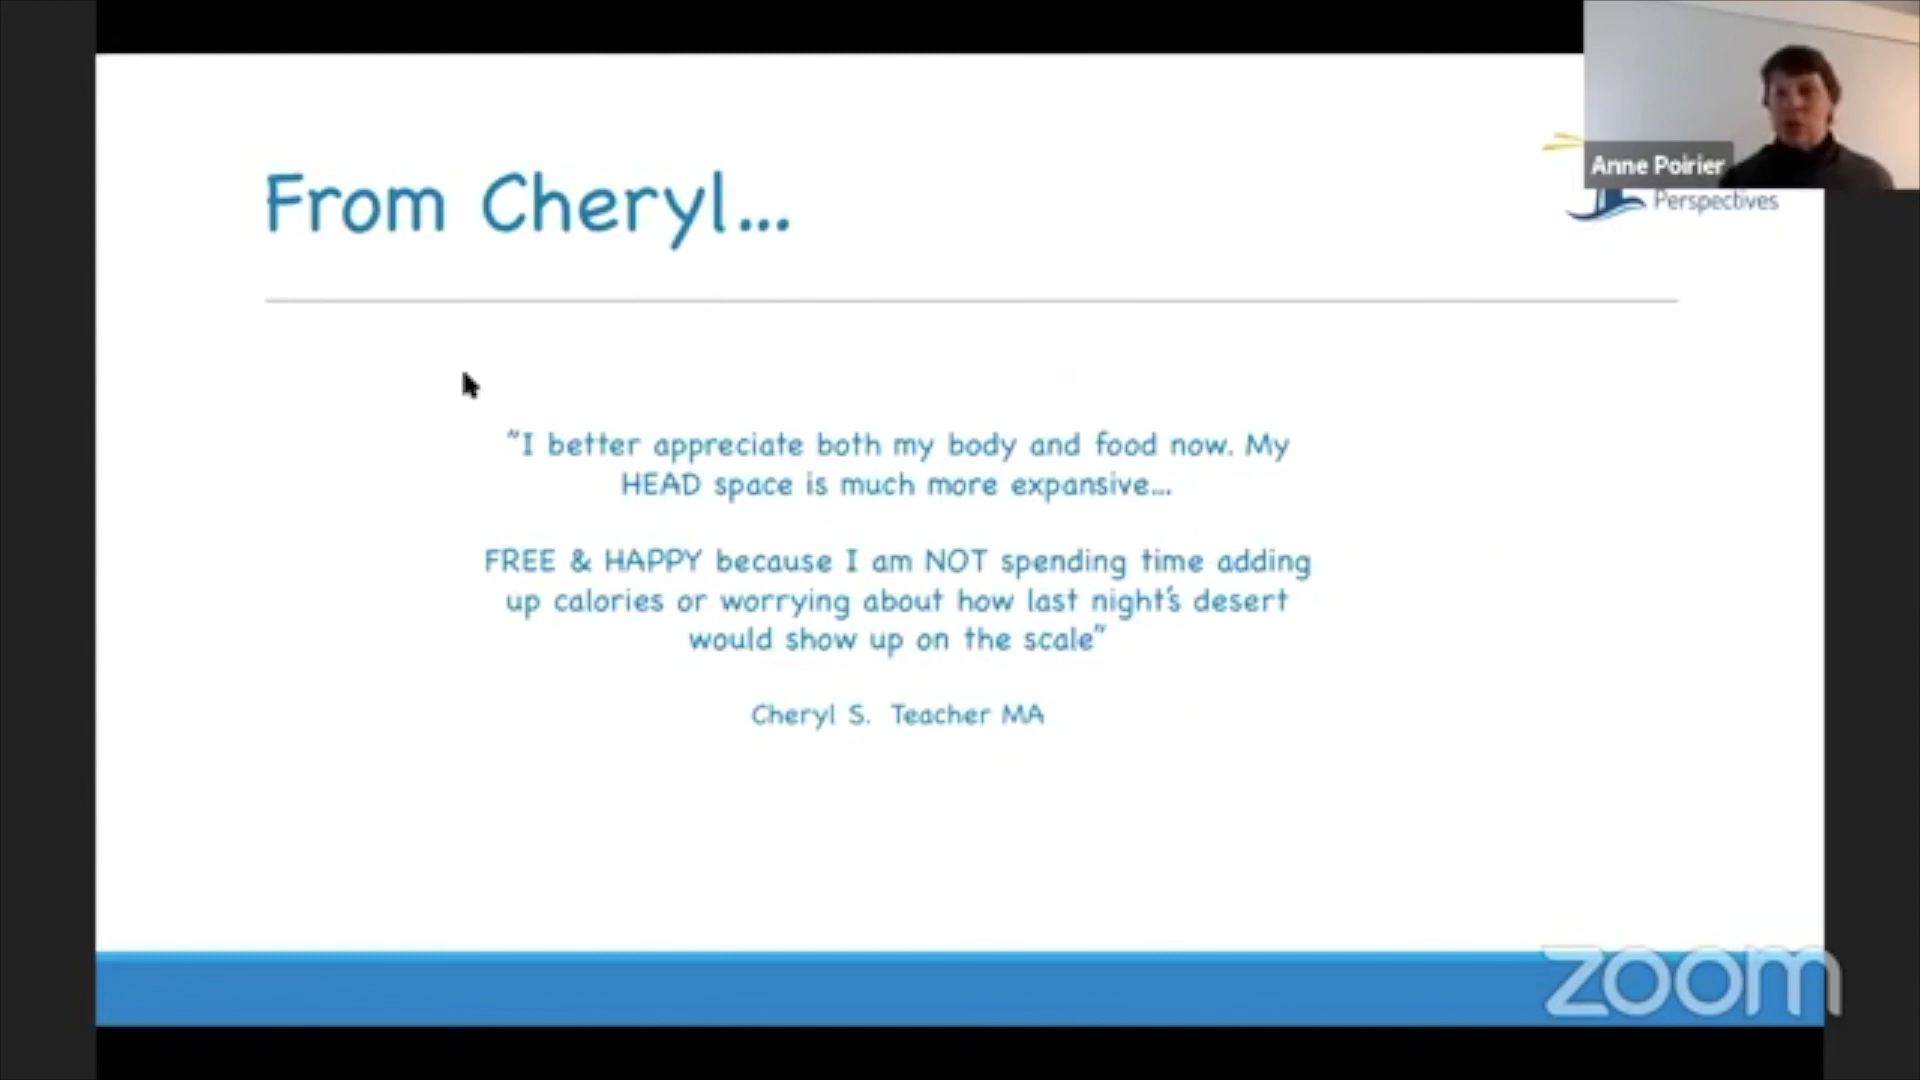 From Cheryl...
Anne Poirier
Perspectives
"I better appreciate both my body and food now. My
HEAD space is much more expansive...
FREE & HAPPY because I am NOT spending time adding
up calories or worrying about how last night's desert
would show up on the scale"
Cheryl S. Teacher MA
zoom